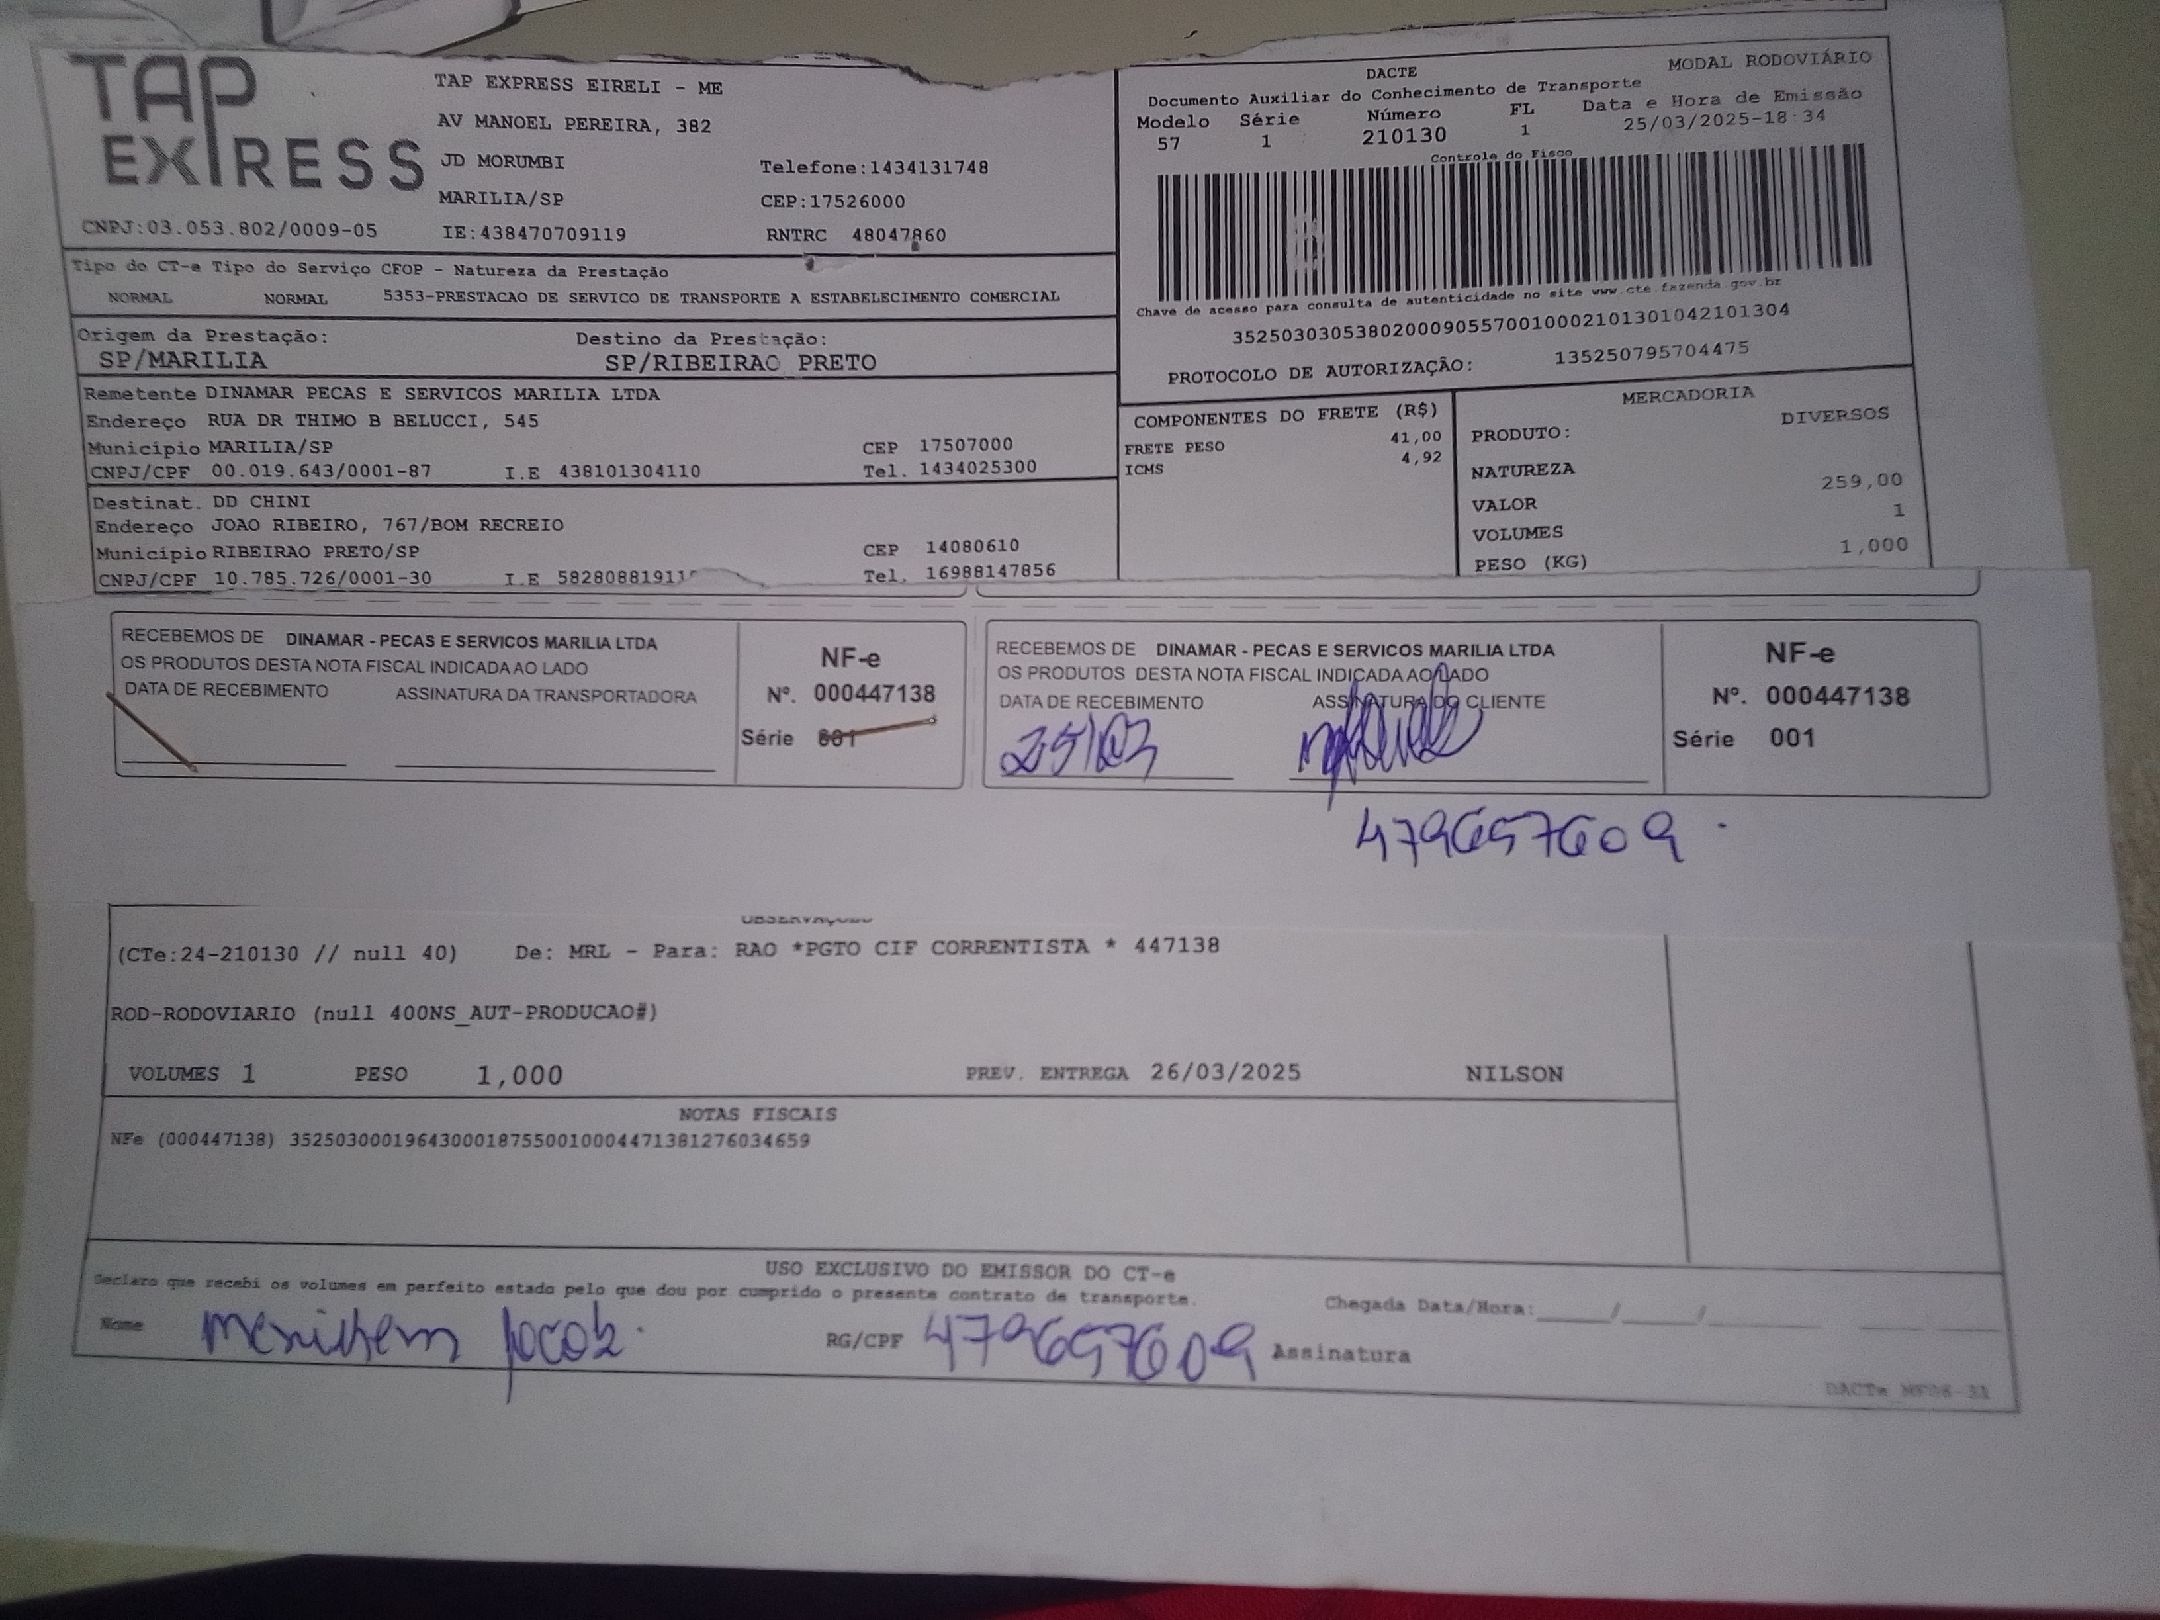 TAP EXPRESS
TAP EXPRESS EIRELI - ME
AV MANOEL PEREIRA, 382
JD MORUMBI
Telefone:1434131748
MARILIA/SP
CEP:17526000
CNPJ:03.053.802/0009-05 IE:438470709119 RNTRC 48047860
DACTE
MODAL RODOVIÁRIO
Documento Auxiliar do Conhecimento de Transporte
Modelo Série Número FL Data e Hora de Emissão
57 1 210130 1 25/03/2025-18:34
Controle do Fisco
Chave de acesso para consulta de autenticidade no site www.cte.fazenda.gov.br
35250303053802000905570010002101301042101304
PROTOCOLO DE AUTORIZAÇÃO: 135250795704475
Tipo do CT-e Tipo do Serviço CFOP - Natureza da Prestação
NORMAL NORMAL 5353-PRESTACAO DE SERVICO DE TRANSPORTE A ESTABELECIMENTO COMERCIAL
Origem da Prestação: Destino da Prestação:
SP/MARILIA SP/RIBEIRAO PRETO
Remetente DINAMAR PECAS E SERVICOS MARILIA LTDA
Endereço RUA DR THIMO B BELUCCI, 545
Município MARILIA/SP CEP 17507000
CNPJ/CPF 00.019.643/0001-87 I.E 438101304110 Tel. 1434025300
Destinat. DD CHINI
Endereço JOAO RIBEIRO, 767/BOM RECREIO
Município RIBEIRAO PRETO/SP CEP 14080610
CNPJ/CPF 10.785.726/0001-30 I.E 58280881911 Tel. 16988147856
COMPONENTES DO FRETE (R$)
FRETE PESO 41,00
ICMS 4,92
MERCADORIA
PRODUTO: DIVERSOS
NATUREZA
VALOR 259,00
VOLUMES 1
PESO (KG) 1,000
RECEBEMOS DE DINAMAR - PECAS E SERVICOS MARILIA LTDA
OS PRODUTOS DESTA NOTA FISCAL INDICADA AO LADO
DATA DE RECEBIMENTO ASSINATURA DA TRANSPORTADORA
NF-e
Nº. 000447138
Série 001
RECEBEMOS DE DINAMAR - PECAS E SERVICOS MARILIA LTDA
OS PRODUTOS DESTA NOTA FISCAL INDICADA AO LADO
DATA DE RECEBIMENTO ASSINATURA DO CLIENTE
25/03
NF-e
Nº. 000447138
Série 001
479657609
OBSERVAÇÕES
(CTe:24-210130 // null 40) De: MRL - Para: RAO *PGTO CIF CORRENTISTA * 447138
ROD-RODOVIARIO (null 400NS_AUT-PRODUCAO#)
VOLUMES 1 PESO 1,000 PREV. ENTREGA 26/03/2025 NILSON
NOTAS FISCAIS
NFe (000447138) 35250300019643000187550010004471381276034659
USO EXCLUSIVO DO EMISSOR DO CT-e
Declaro que recebi os volumes em perfeito estado pelo que dou por cumprido o presente contrato de transporte.
Chegada Data/Hora:____/____/____
Nome RG/CPF 479657609 Assinatura